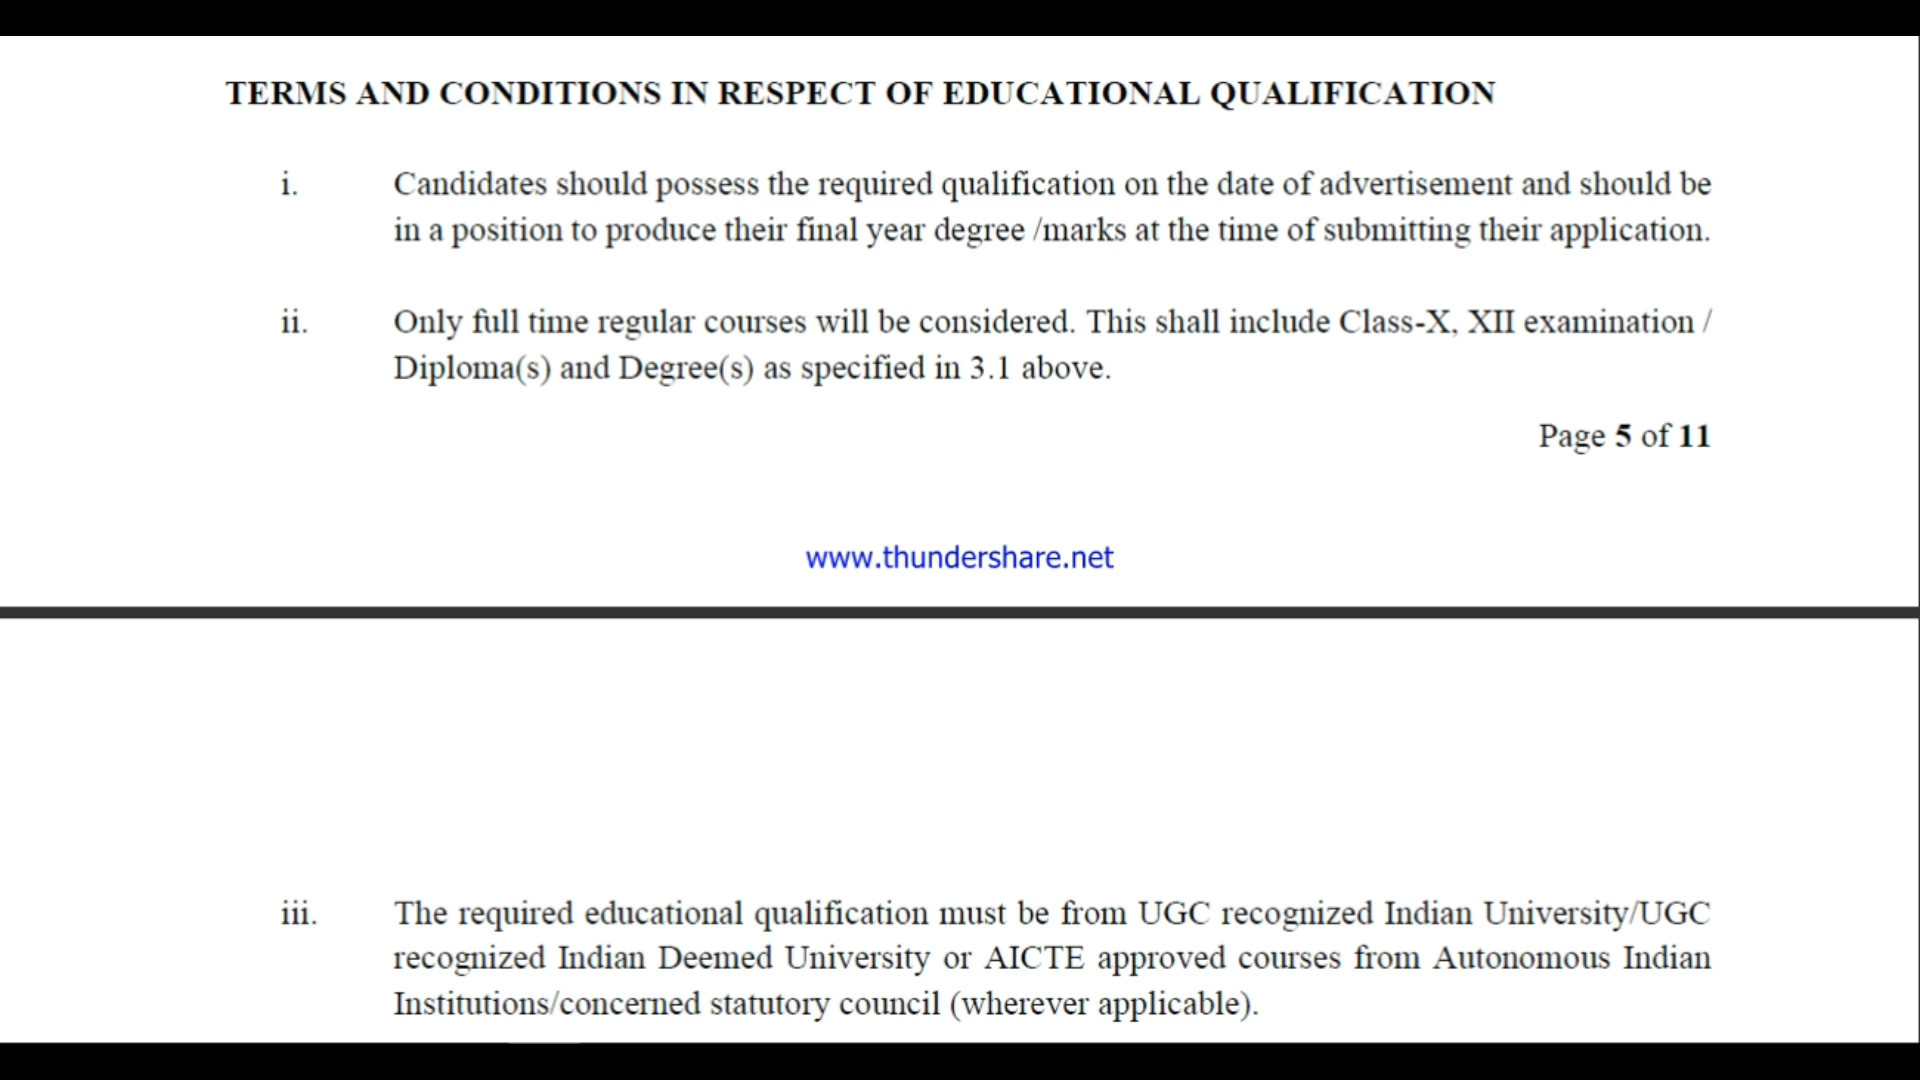 TERMS AND CONDITIONS IN RESPECT OF EDUCATIONAL QUALIFICATION
i. Candidates should possess the required qualification on the date of advertisement and should be
in a position to produce their final year degree /marks at the time of submitting their application.
ii. Only full time regular courses will be considered. This shall include Class-X, XII examination /
Diploma(s) and Degree(s) as specified in 3.1 above.
Page 5 of 11
www.thundershare.net
iii. The required educational qualification must be from UGC recognized Indian University/UGC
recognized Indian Deemed University or AICTE approved courses from Autonomous Indian
Institutions/concerned statutory council (wherever applicable).